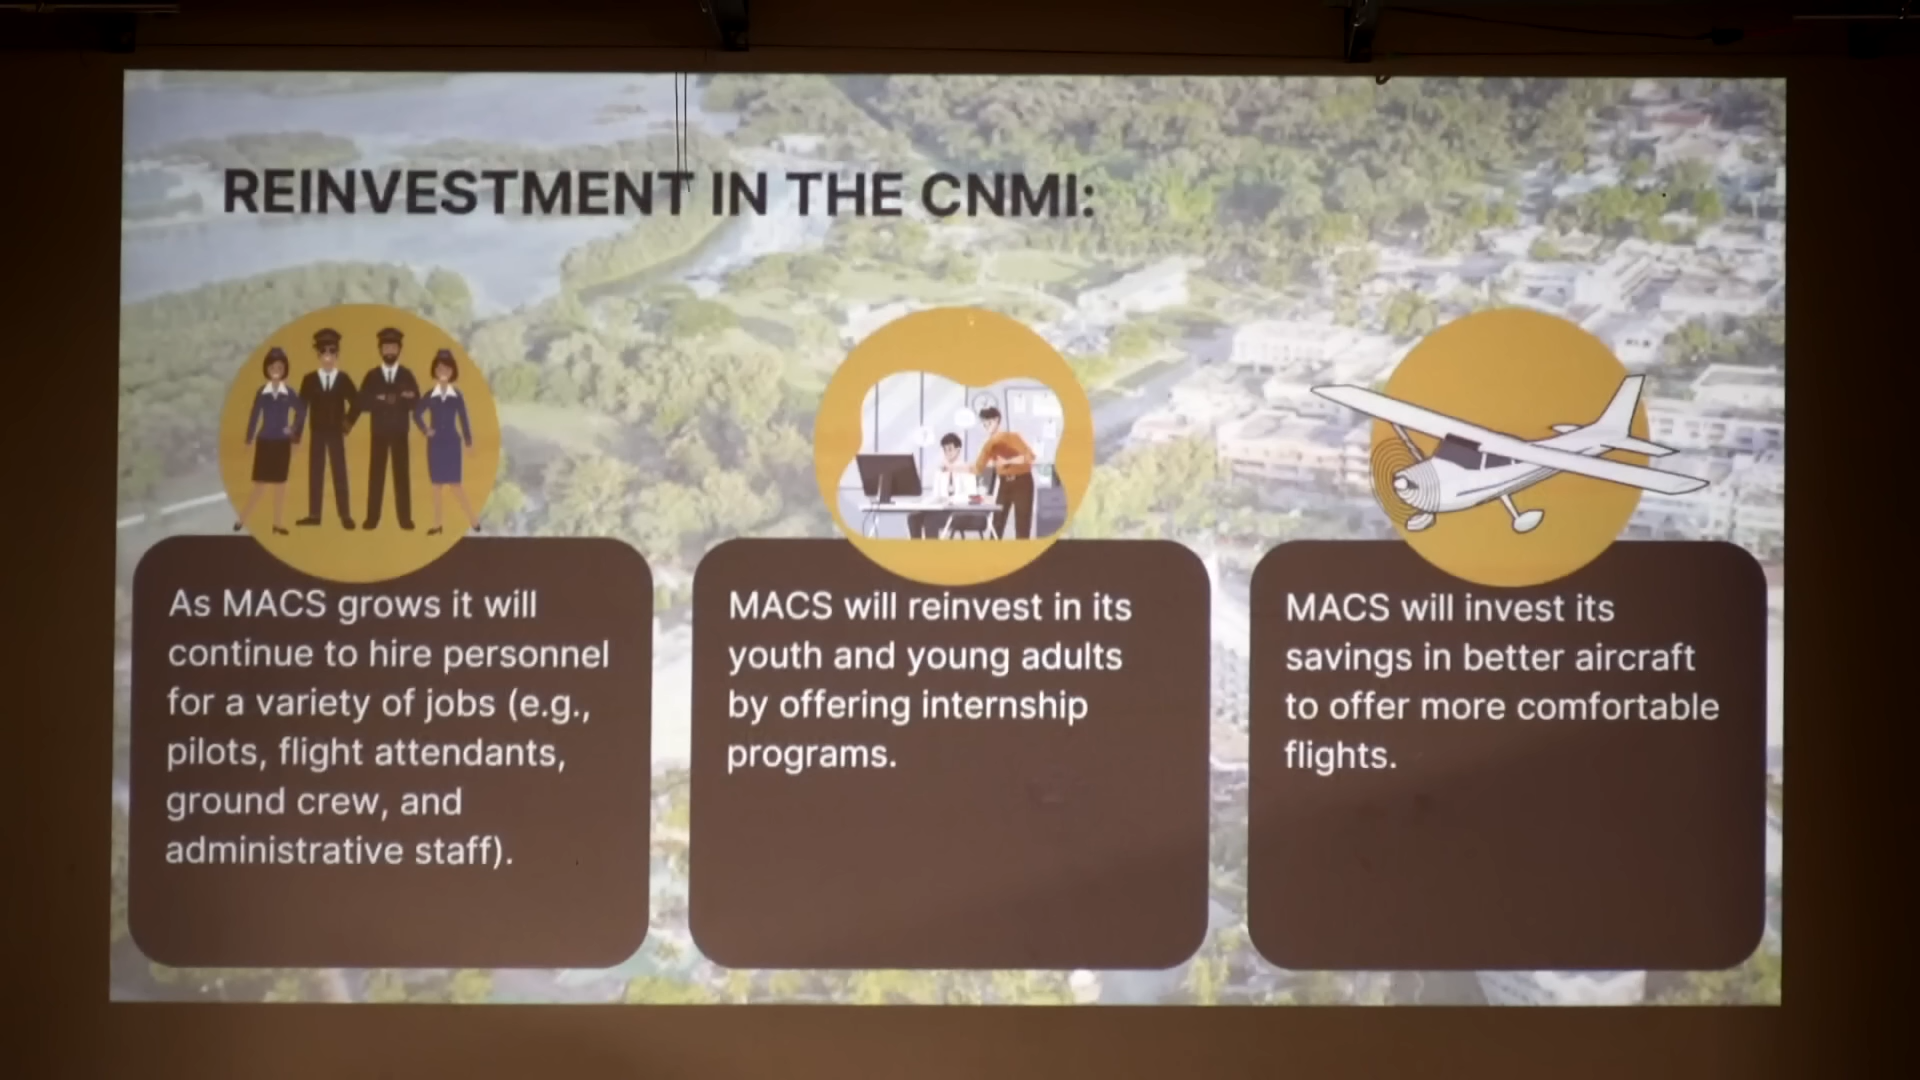 REINVESTMENT IN THE CNMI:
As MACS grows it will
continue to hire personnel
for a variety of jobs (e.g.,
pilots, flight attendants,
ground crew, and
administrative staff).
MACS will reinvest in its
youth and young adults
by offering internship
programs.
MACS will invest its
savings in better aircraft
to offer more comfortable
flights.